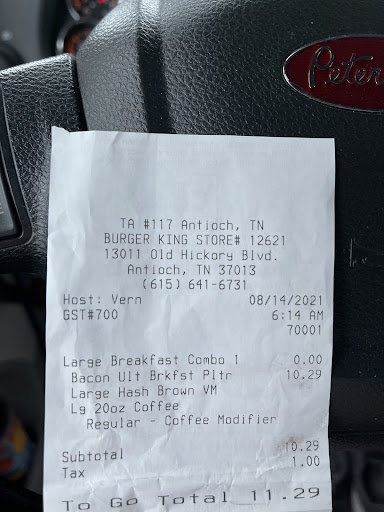 Peter
TA #117 Antioch, TN
BURGER KING STORE# 12621
13011 Old Hickory Blvd.
Antioch, TN 37013
(615) 641-6731
Host: Vern 08/14/2021
GST#700 6:14 AM
70001
Large Breakfast Combo 1 0.00
Bacon Ult Brkfst Pltr 10.29
Large Hash Brown VM
Lg 20oz Coffee
Regular - Coffee Modifier
Subtotal 10.29
Tax 1.00
To Go Total 11.29